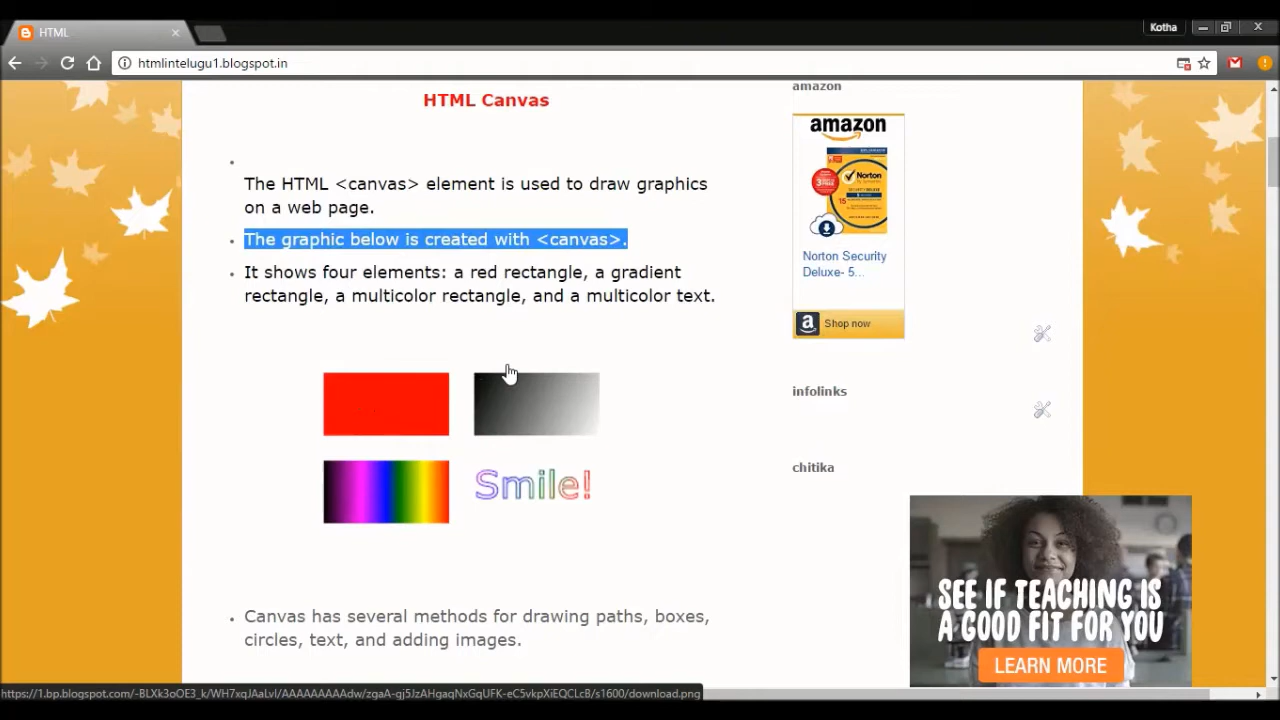 HTML
Kotha
htmlintelugu1.blogspot.in
HTML Canvas
The HTML <canvas> element is used to draw graphics
on a web page.
The graphic below is created with <canvas>.
It shows four elements: a red rectangle, a gradient
rectangle, a multicolor rectangle, and a multicolor text.
Smile!
Canvas has several methods for drawing paths, boxes,
circles, text, and adding images.
amazon
amazon
Norton
Norton Security
Deluxe- 5...
Shop now
infolinks
chitika
SEE IF TEACHING IS
A GOOD FIT FOR YOU
LEARN MORE
https://1.bp.blogspot.com/-BLXk3oOE3_k/WH7xqJAaLvI/AAAAAAAAAdw/zgaA-gj5JzAHgaqNxGqUFK-eC5vkpXiEQCLcB/s1600/download.png